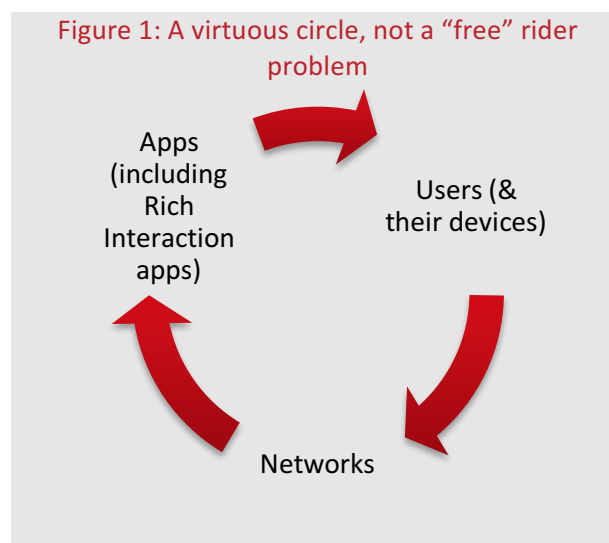 Figure 1: A virtuous circle, not a “free” rider
problem
Apps
(including
Rich
Interaction
apps)
Users (&
their devices)
Networks